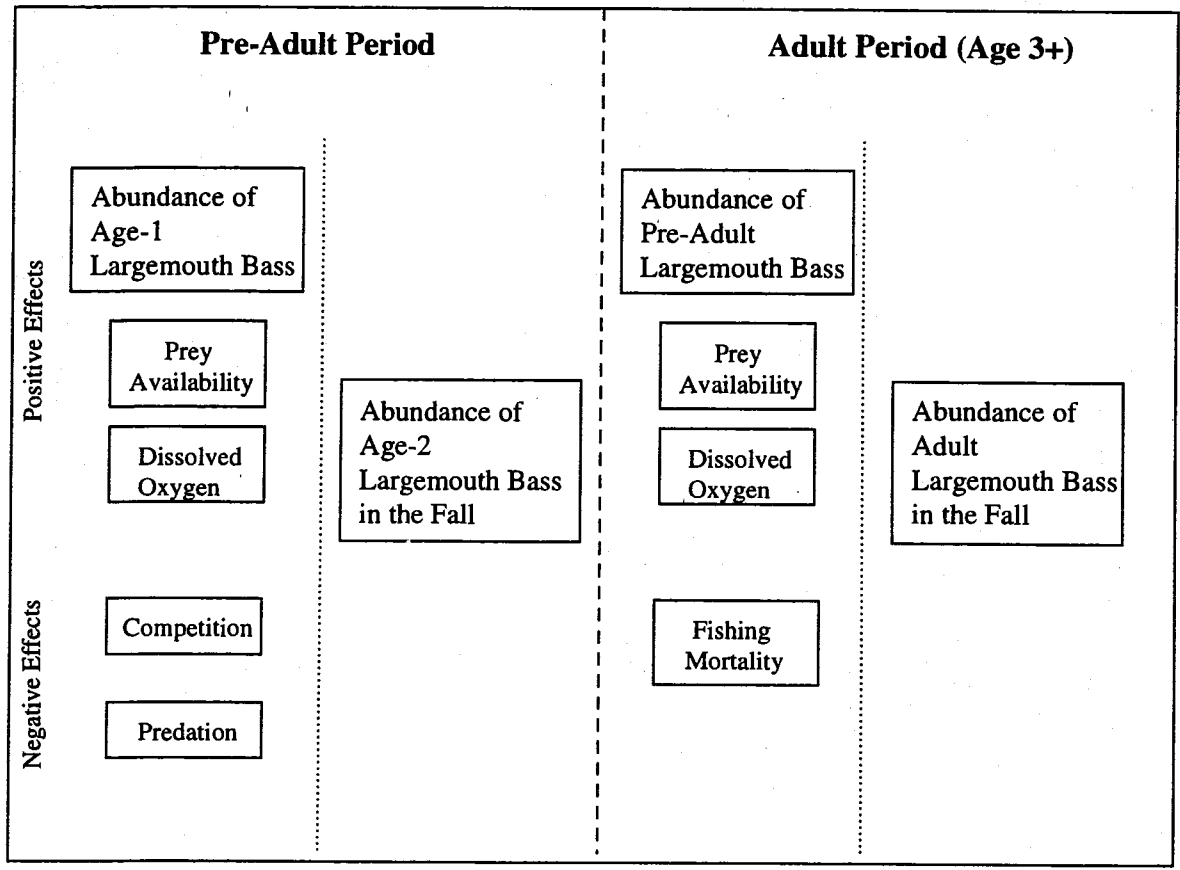 Pre-Adult Period
Adult Period (Age 3+)
Positive Effects
Negative Effects
Abundance of
Age-1
Largemouth Bass
Prey
Availability
Dissolved
Oxygen
Competition
Predation
Abundance of
Age-2
Largemouth Bass
in the Fall
Abundance of
Pre-Adult
Largemouth Bass
Prey
Availability
Dissolved
Oxygen
Fishing
Mortality
Abundance of
Adult
Largemouth Bass
in the Fall